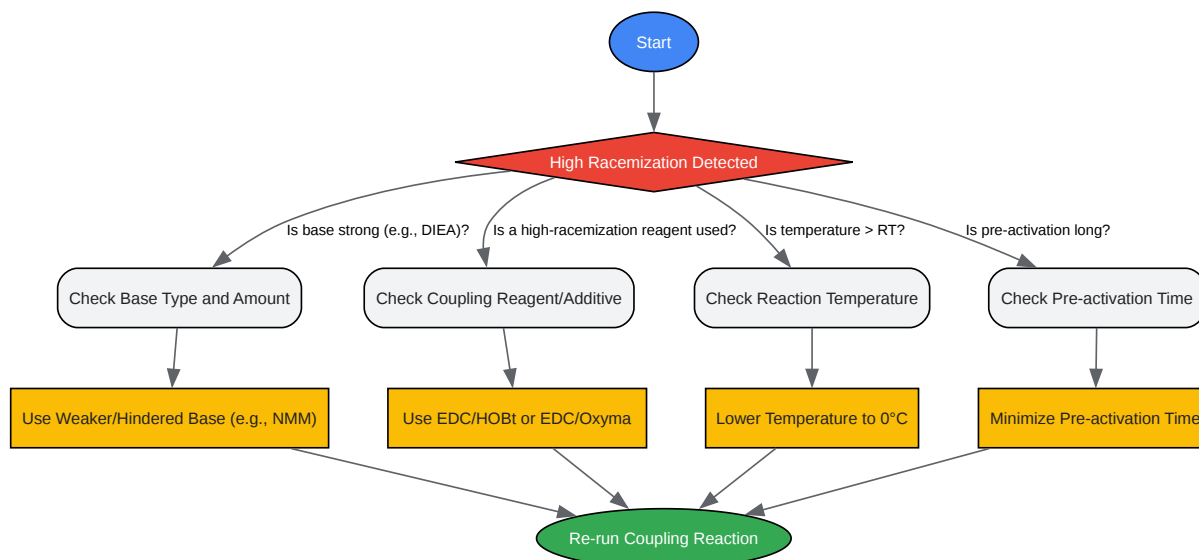 Start
High Racemization Detected
Is base strong (e.g., DIEA)?
Is a high-racemization reagent used?
Is temperature > RT?
Is pre-activation long?
Check Base Type and Amount
Check Coupling Reagent/Additive
Check Reaction Temperature
Check Pre-activation Time
Use Weaker/Hindered Base (e.g., NMM)
Use EDC/HOBt or EDC/Oxyma
Lower Temperature to 0°C
Minimize Pre-activation Time
Re-run Coupling Reaction